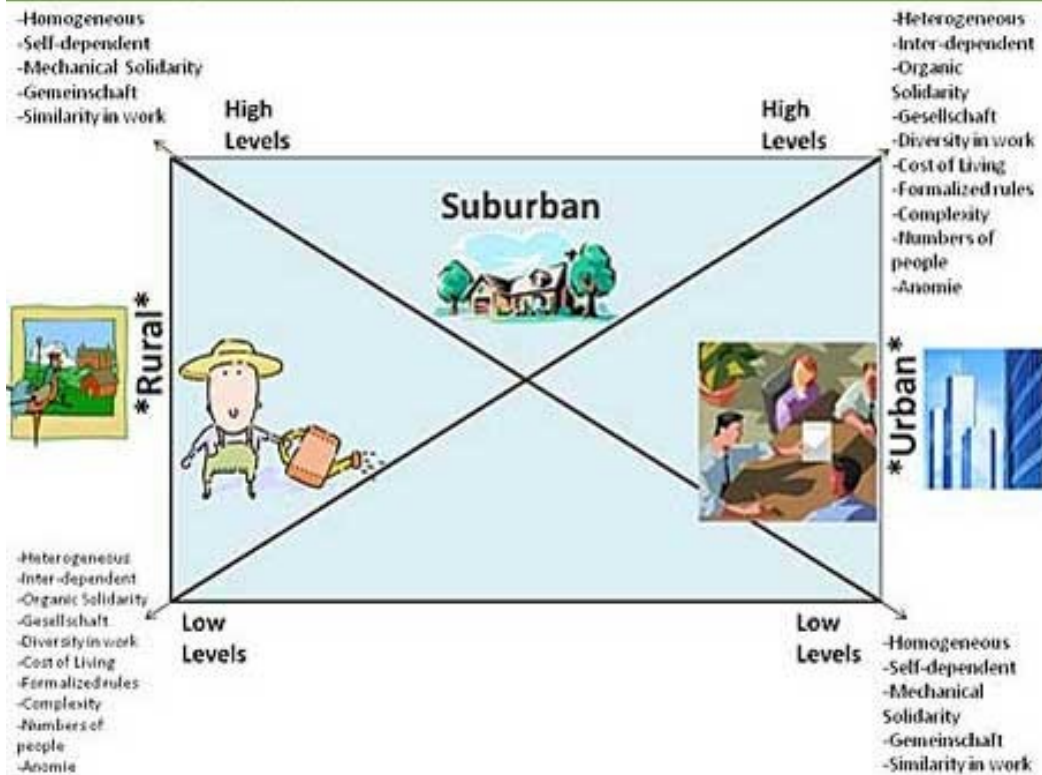 -Homogeneous
-Self-dependent
-Mechanical Solidarity
-Gemeinschaft
-Similarity in work
High
Levels
High
Levels
-Heterogeneous
-Inter-dependent
-Organic
Solidarity
-Gesellschaft
-Diversity in work
-Cost of Living
-Formalized rules
-Complexity
-Numbers of
people
-Anomie
Suburban
*Rural*
*Urban*
-Heterogeneous
-Inter-dependent
-Organic Solidarity
-Gesellschaft
-Diversity in work
-Cost of Living
-Formalized rules
-Complexity
-Numbers of
people
-Anomie
Low
Levels
Low
Levels
-Homogeneous
-Self-dependent
-Mechanical
Solidarity
-Gemeinschaft
-Similarity in work